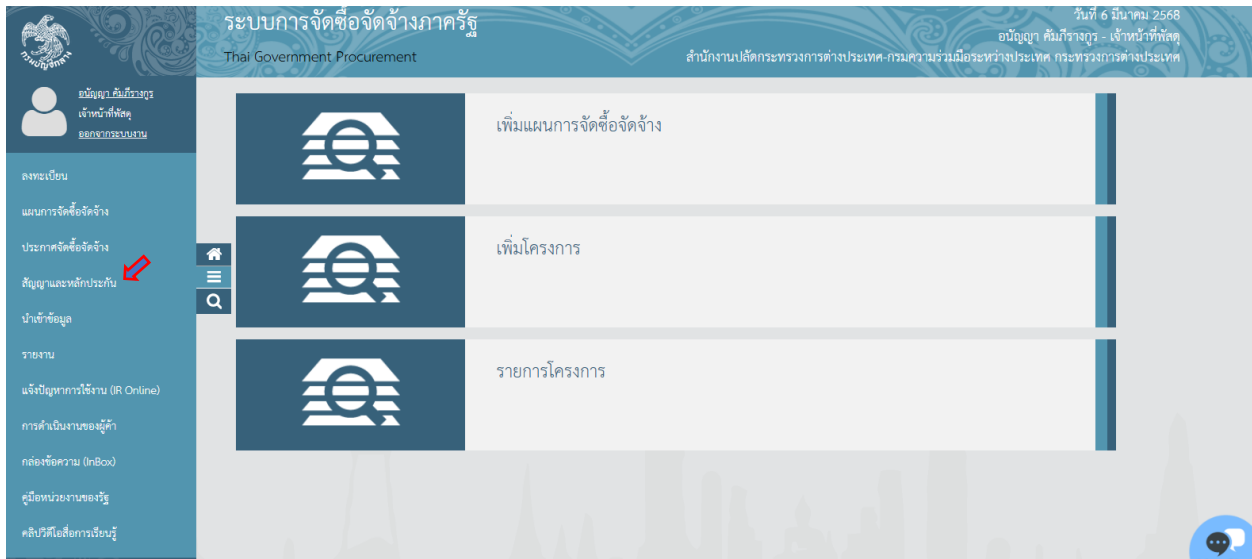 ระบบการจัดซื้อจัดจ้างภาครัฐ
Thai Government Procurement
วันที่ 6 มีนาคม 2568
อนัญญา คัมภีรางกูร - เจ้าหน้าที่พัสดุ
สำนักงานปลัดกระทรวงการต่างประเทศ-กรมความร่วมมือระหว่างประเทศ กระทรวงการต่างประเทศ
กรมบัญชีกลาง
อนัญญา คัมภีรางกูร
เจ้าหน้าที่พัสดุ
ออกจากระบบงาน
ลงทะเบียน
แผนการจัดซื้อจัดจ้าง
ประกาศจัดซื้อจัดจ้าง
สัญญาและหลักประกัน
นำเข้าข้อมูล
รายงาน
แจ้งปัญหาการใช้งาน (IR Online)
การดำเนินงานของผู้ค้า
กล่องข้อความ (InBox)
คู่มือหน่วยงานของรัฐ
คลิปวิดีโอสื่อการเรียนรู้
เพิ่มแผนการจัดซื้อจัดจ้าง
เพิ่มโครงการ
รายการโครงการ